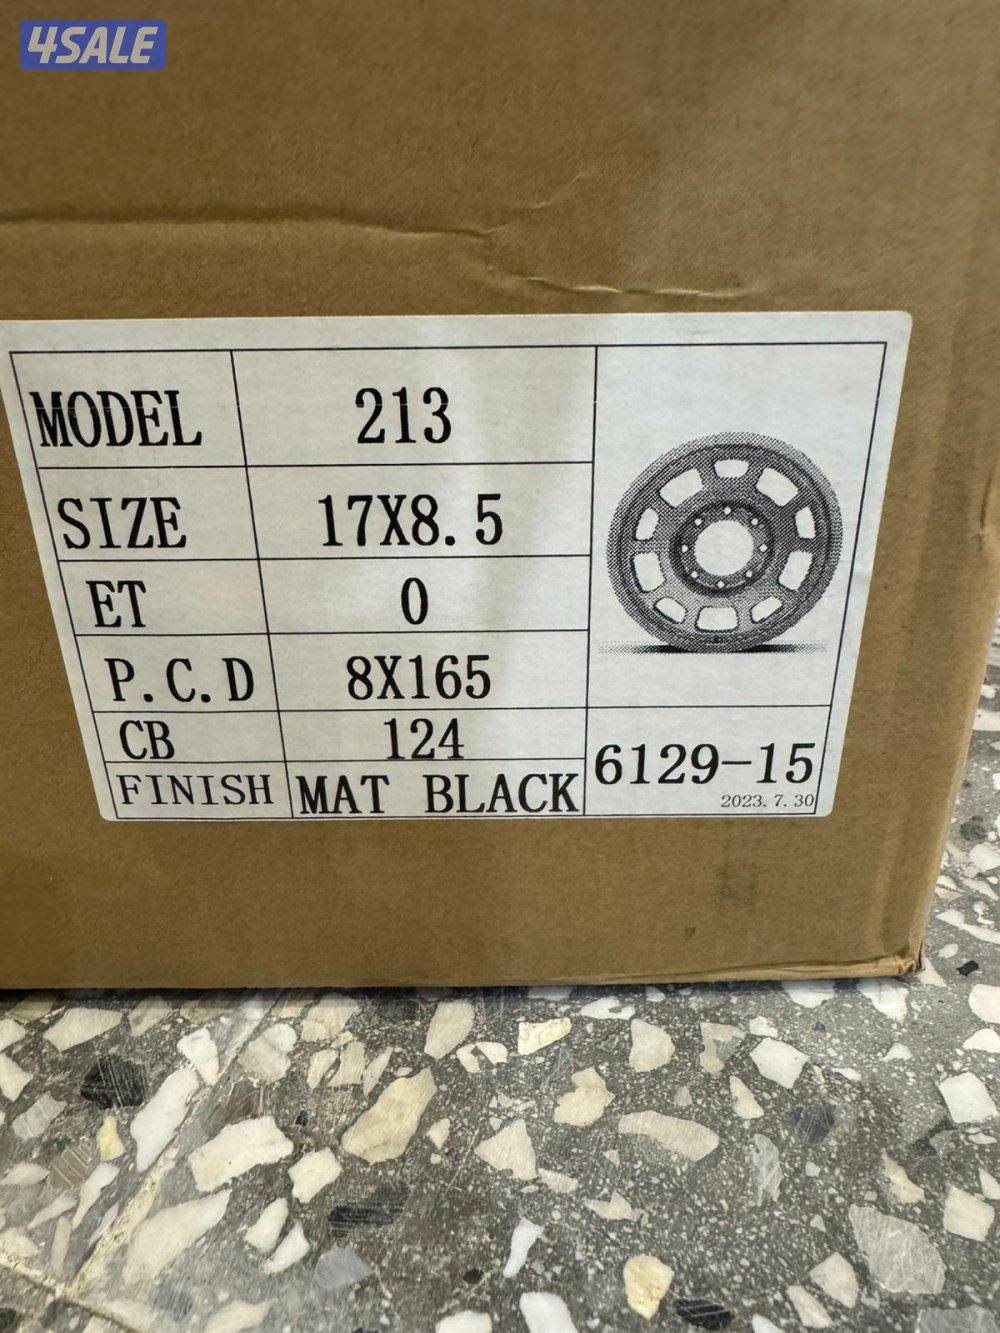 4SALE
MODEL 213
SIZE 17X8.5
ET 0
P.C.D 8X165
CB 124
FINISH MAT BLACK
6129-15
2023.7.30